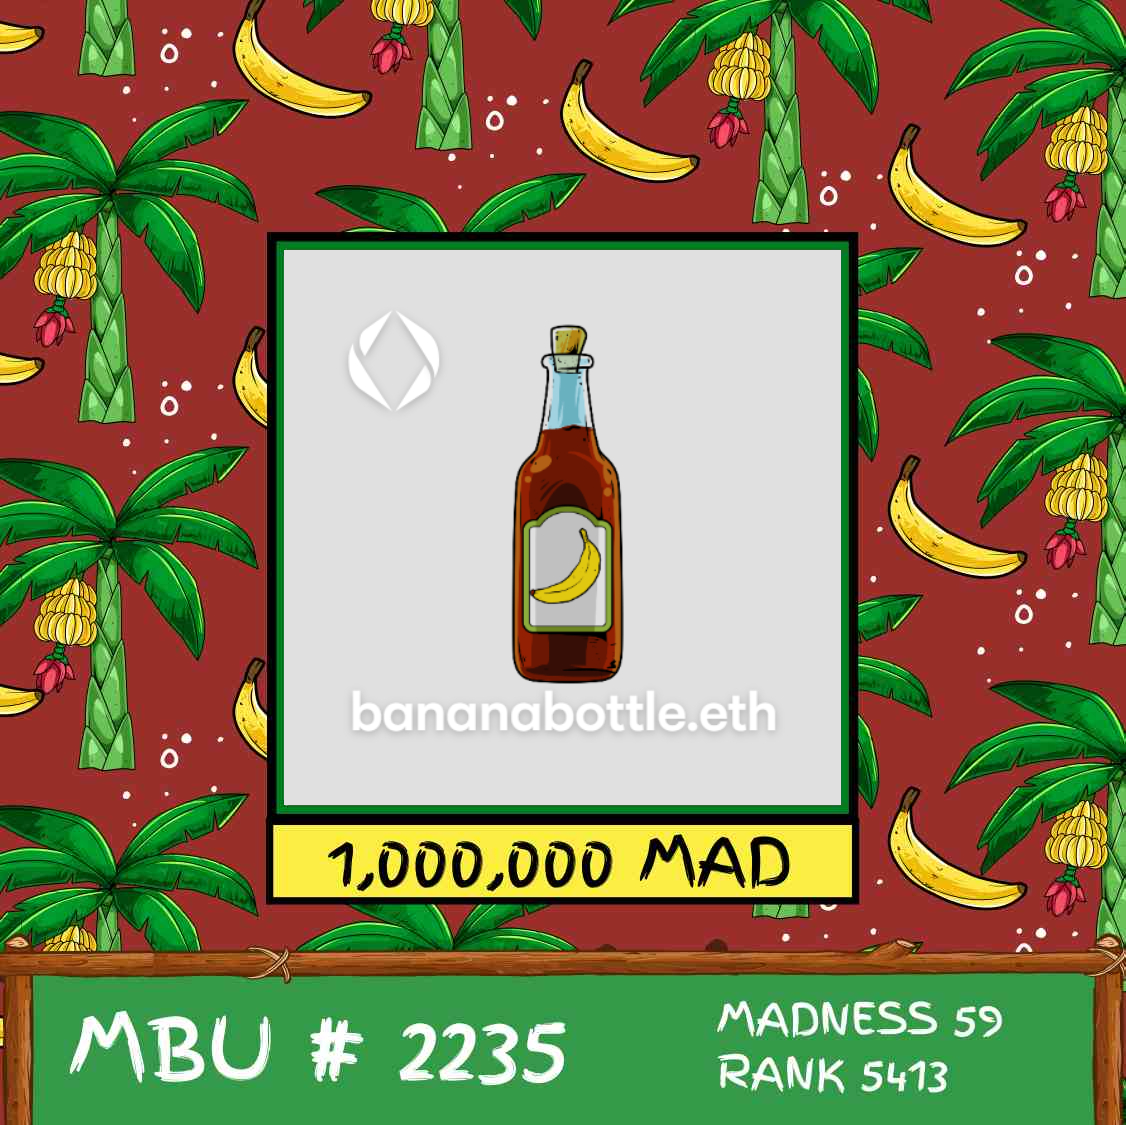 bananabottle.eth
1,000,000 MAD
MBU # 2235
MADNESS 59
RANK 5413